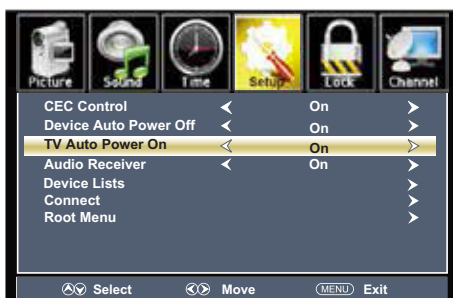 Picture Sound Time Setup Lock Channel
CEC Control On
Device Auto Power Off On
TV Auto Power On On
Audio Receiver On
Device Lists
Connect
Root Menu
Select Move MENU Exit